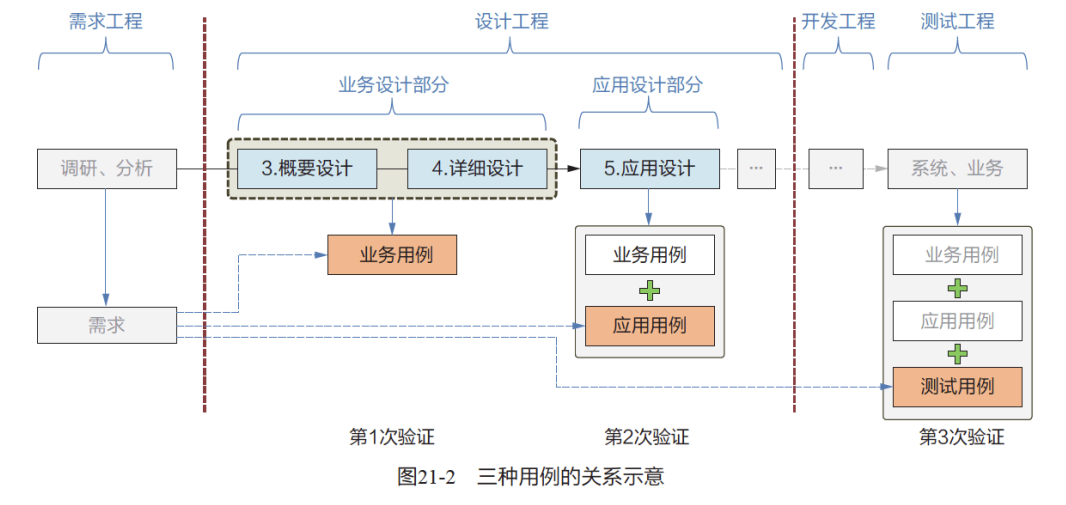 需求工程
设计工程
开发工程
测试工程
业务设计部分
应用设计部分
调研、分析
3.概要设计
4.详细设计
5.应用设计
...
...
系统、业务
业务用例
业务用例
业务用例
需求
应用用例
应用用例
测试用例
第1次验证
第2次验证
第3次验证
图21-2 三种用例的关系示意